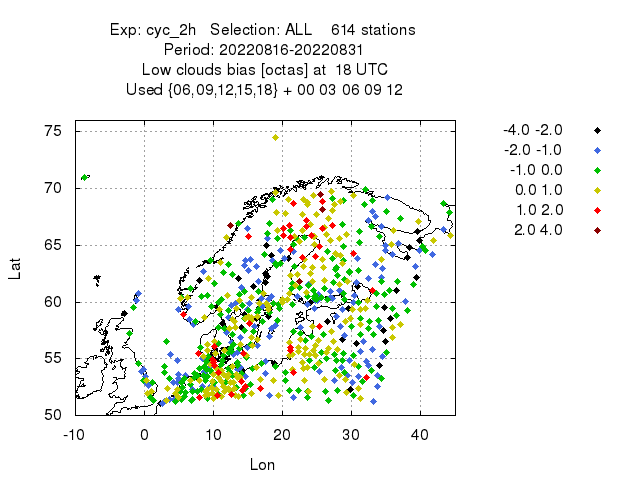 Exp: cyc_2h   Selection: ALL    614 stations
Period: 20220816-20220831
Low clouds bias [octas] at  18 UTC
Used {06,09,12,15,18} + 00 03 06 09 12
-4.0 -2.0
-2.0 -1.0
-1.0 0.0
0.0 1.0
1.0 2.0
2.0 4.0
75
70
65
60
55
50
Lat
-10 0 10 20 30 40
Lon